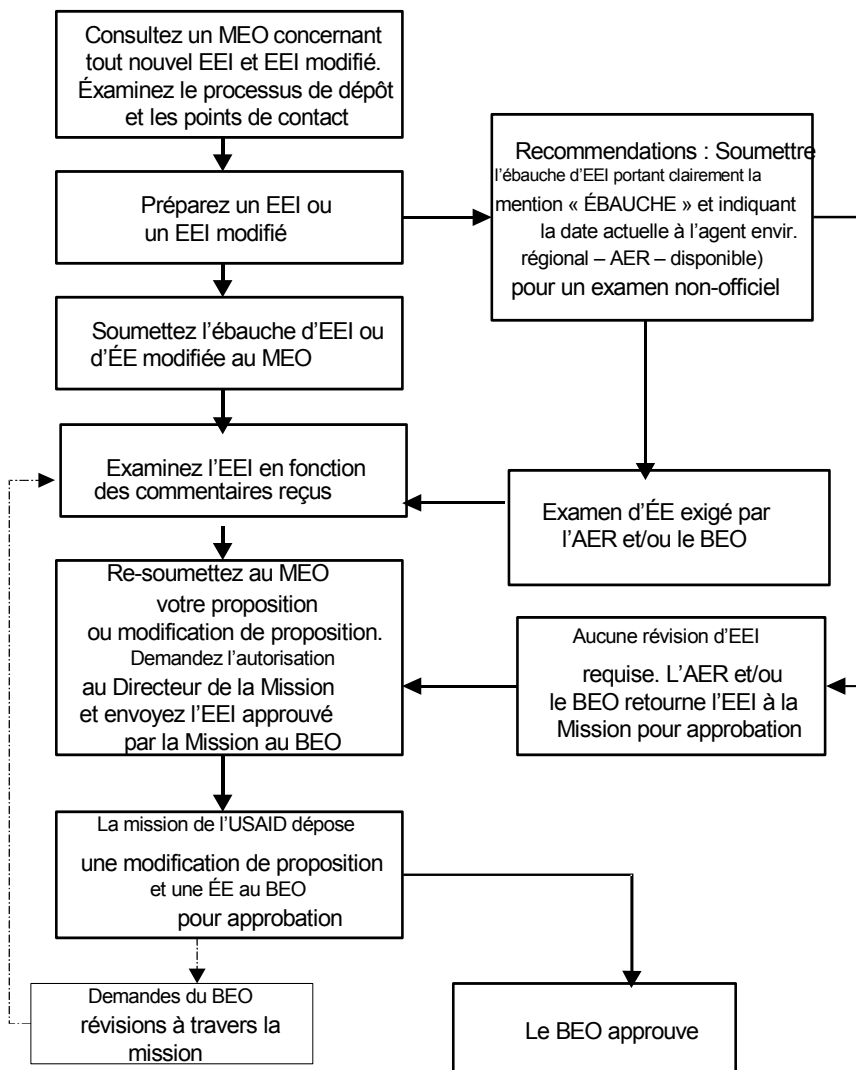 Consultez un MEO concernant
tout nouvel EEI et EEI modifié.
Éxaminez le processus de dépôt
et les points de contact
Préparez un EEI ou
un EEI modifié
Recommendations : Soumettre
l'ébauche d'EEI portant clairement la
mention « ÉBAUCHE » et indiquant
la date actuelle à l'agent envir.
régional – AER – disponible)
pour un examen non-officiel
Soumettez l'ébauche d'EEI ou
d'ÉE modifiée au MEO
Examinez l'EEI en fonction
des commentaires reçus
Examen d'ÉE exigé par
l'AER et/ou le BEO
Re-soumettez au MEO
votre proposition
ou modification de proposition.
Demandez l'autorisation
au Directeur de la Mission
et envoyez l'EEI approuvé
par la Mission au BEO
Aucune révision d'EEI
requise. L'AER et/ou
le BEO retourne l'EEI à la
Mission pour approbation
La mission de l'USAID dépose
une modification de proposition
et une ÉE au BEO
pour approbation
Demandes du BEO
révisions à travers la
mission
Le BEO approuve